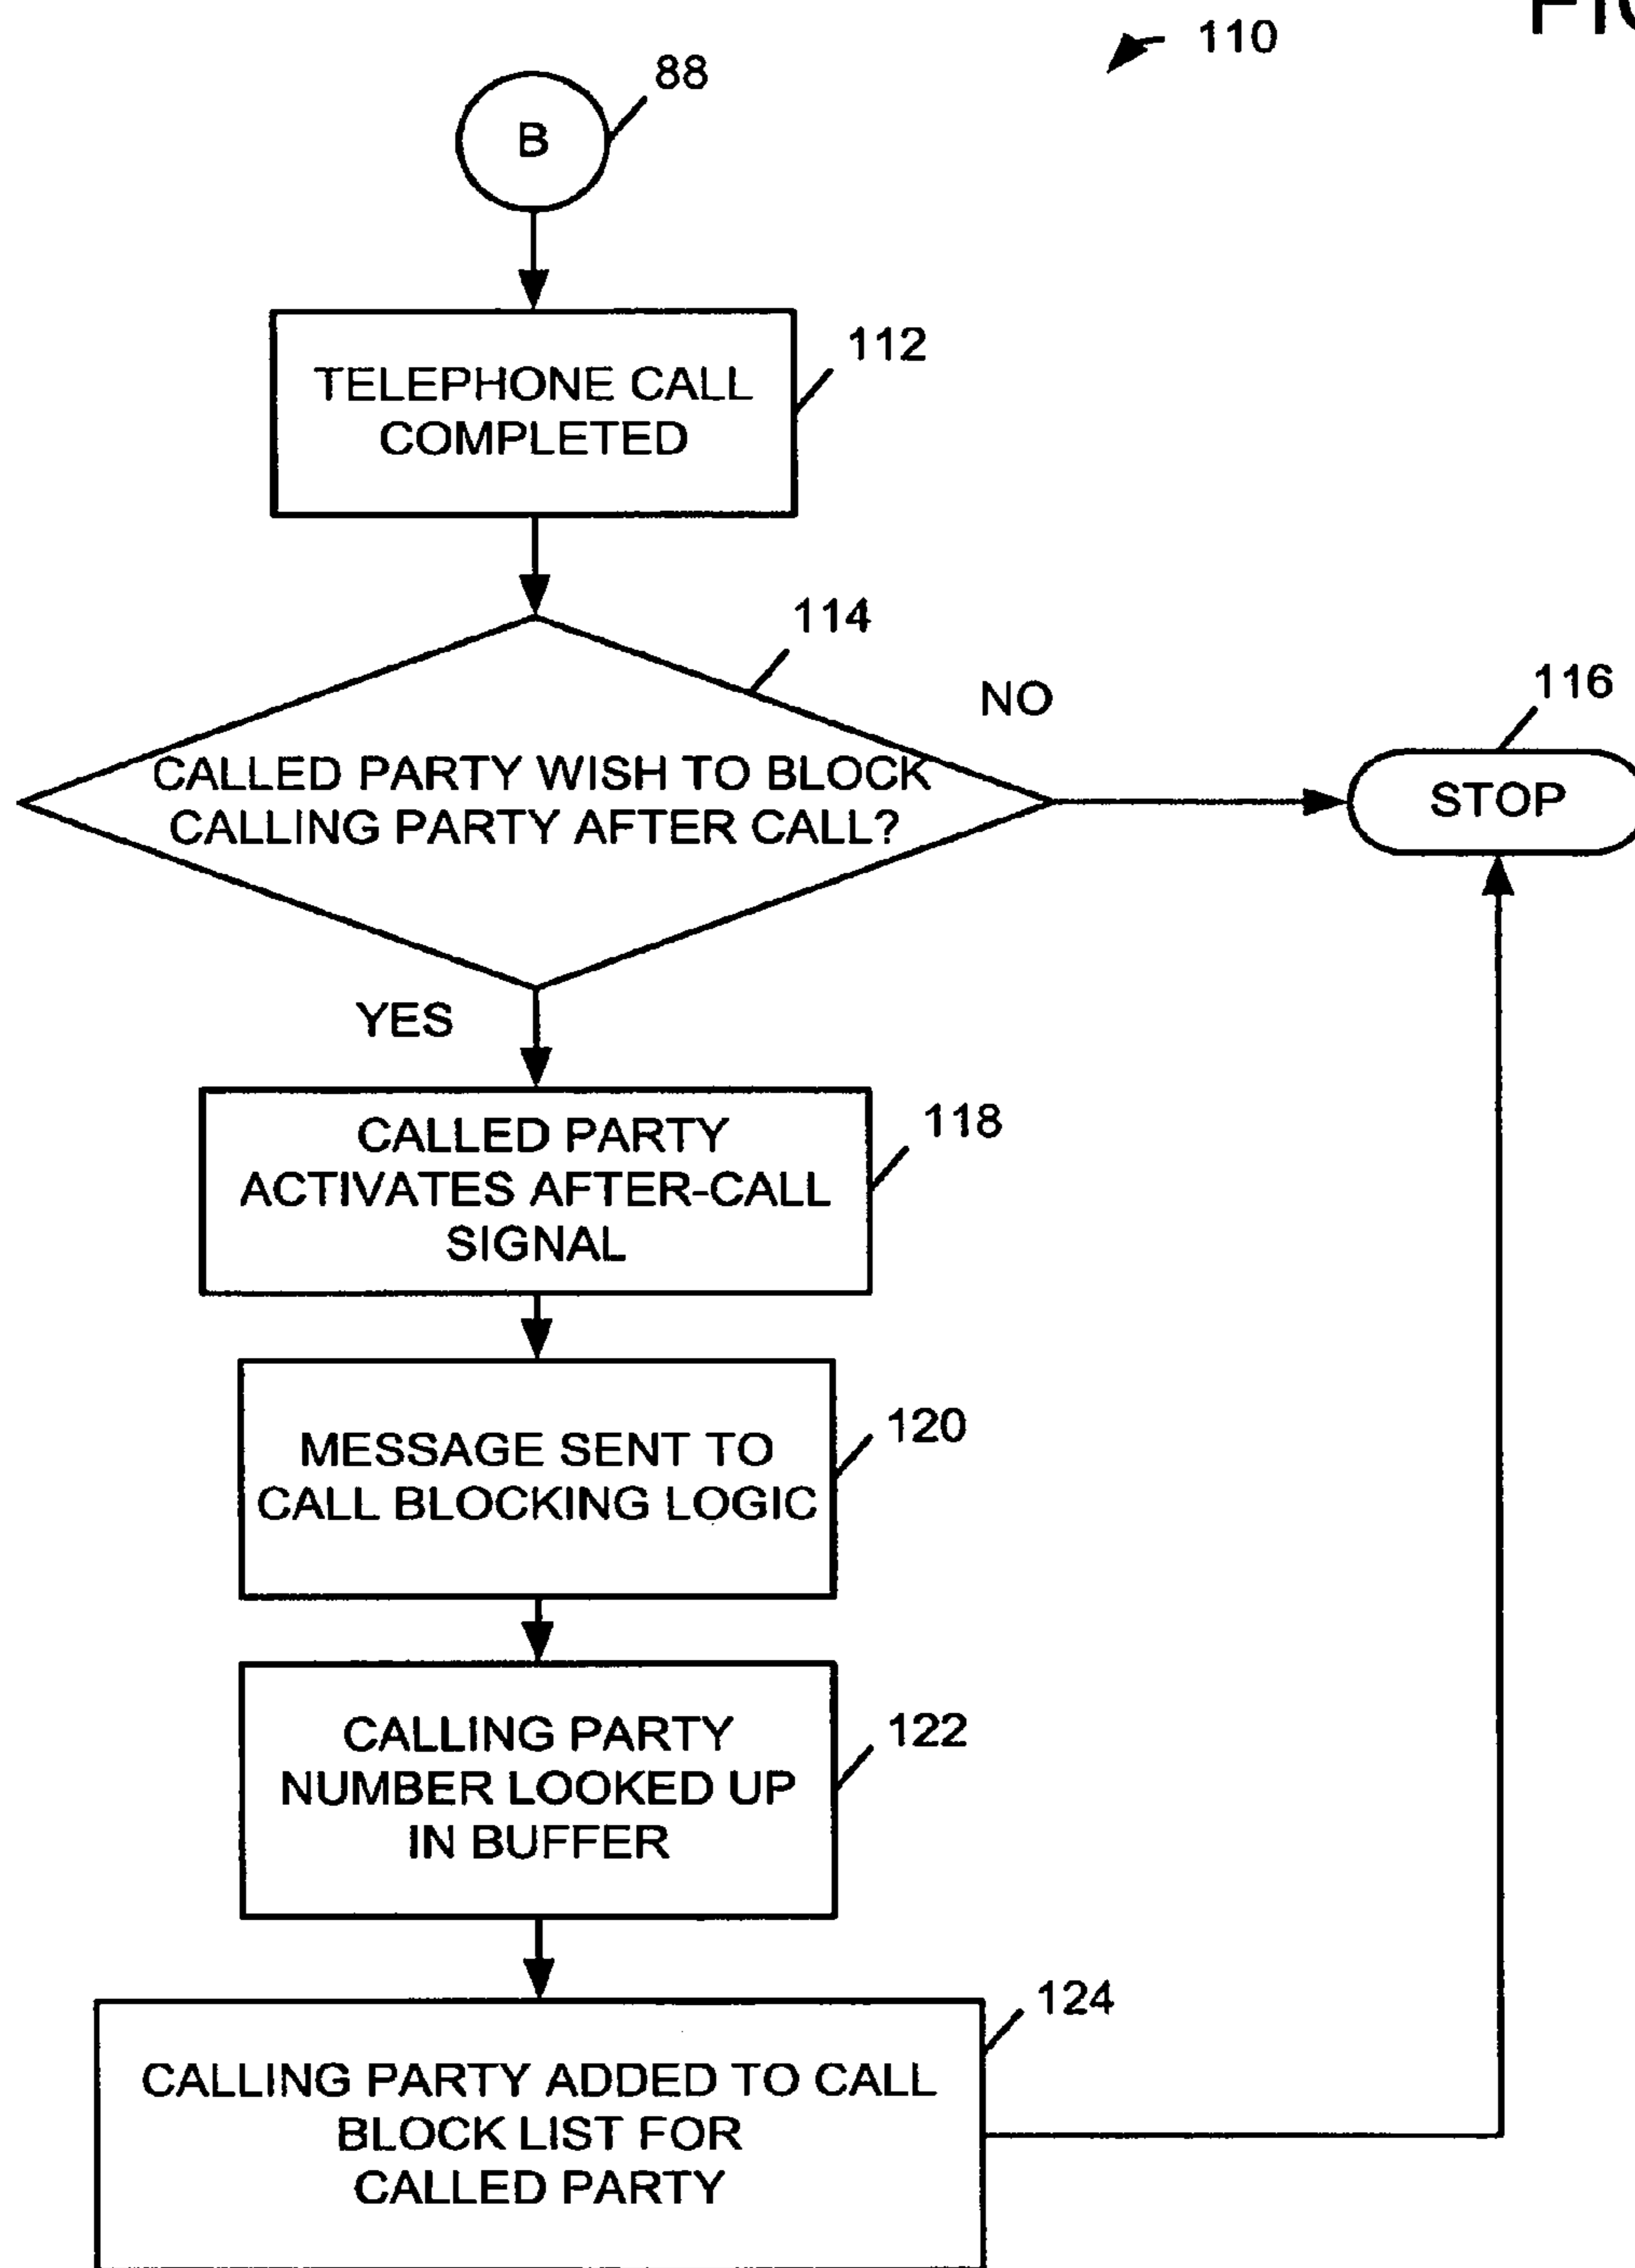 110
88
B
112
TELEPHONE CALL
COMPLETED
114
NO
116
CALLED PARTY WISH TO BLOCK
CALLING PARTY AFTER CALL?
STOP
YES
118
CALLED PARTY
ACTIVATES AFTER-CALL
SIGNAL
120
MESSAGE SENT TO
CALL BLOCKING LOGIC
122
CALLING PARTY
NUMBER LOOKED UP
IN BUFFER
124
CALLING PARTY ADDED TO CALL
BLOCK LIST FOR
CALLED PARTY